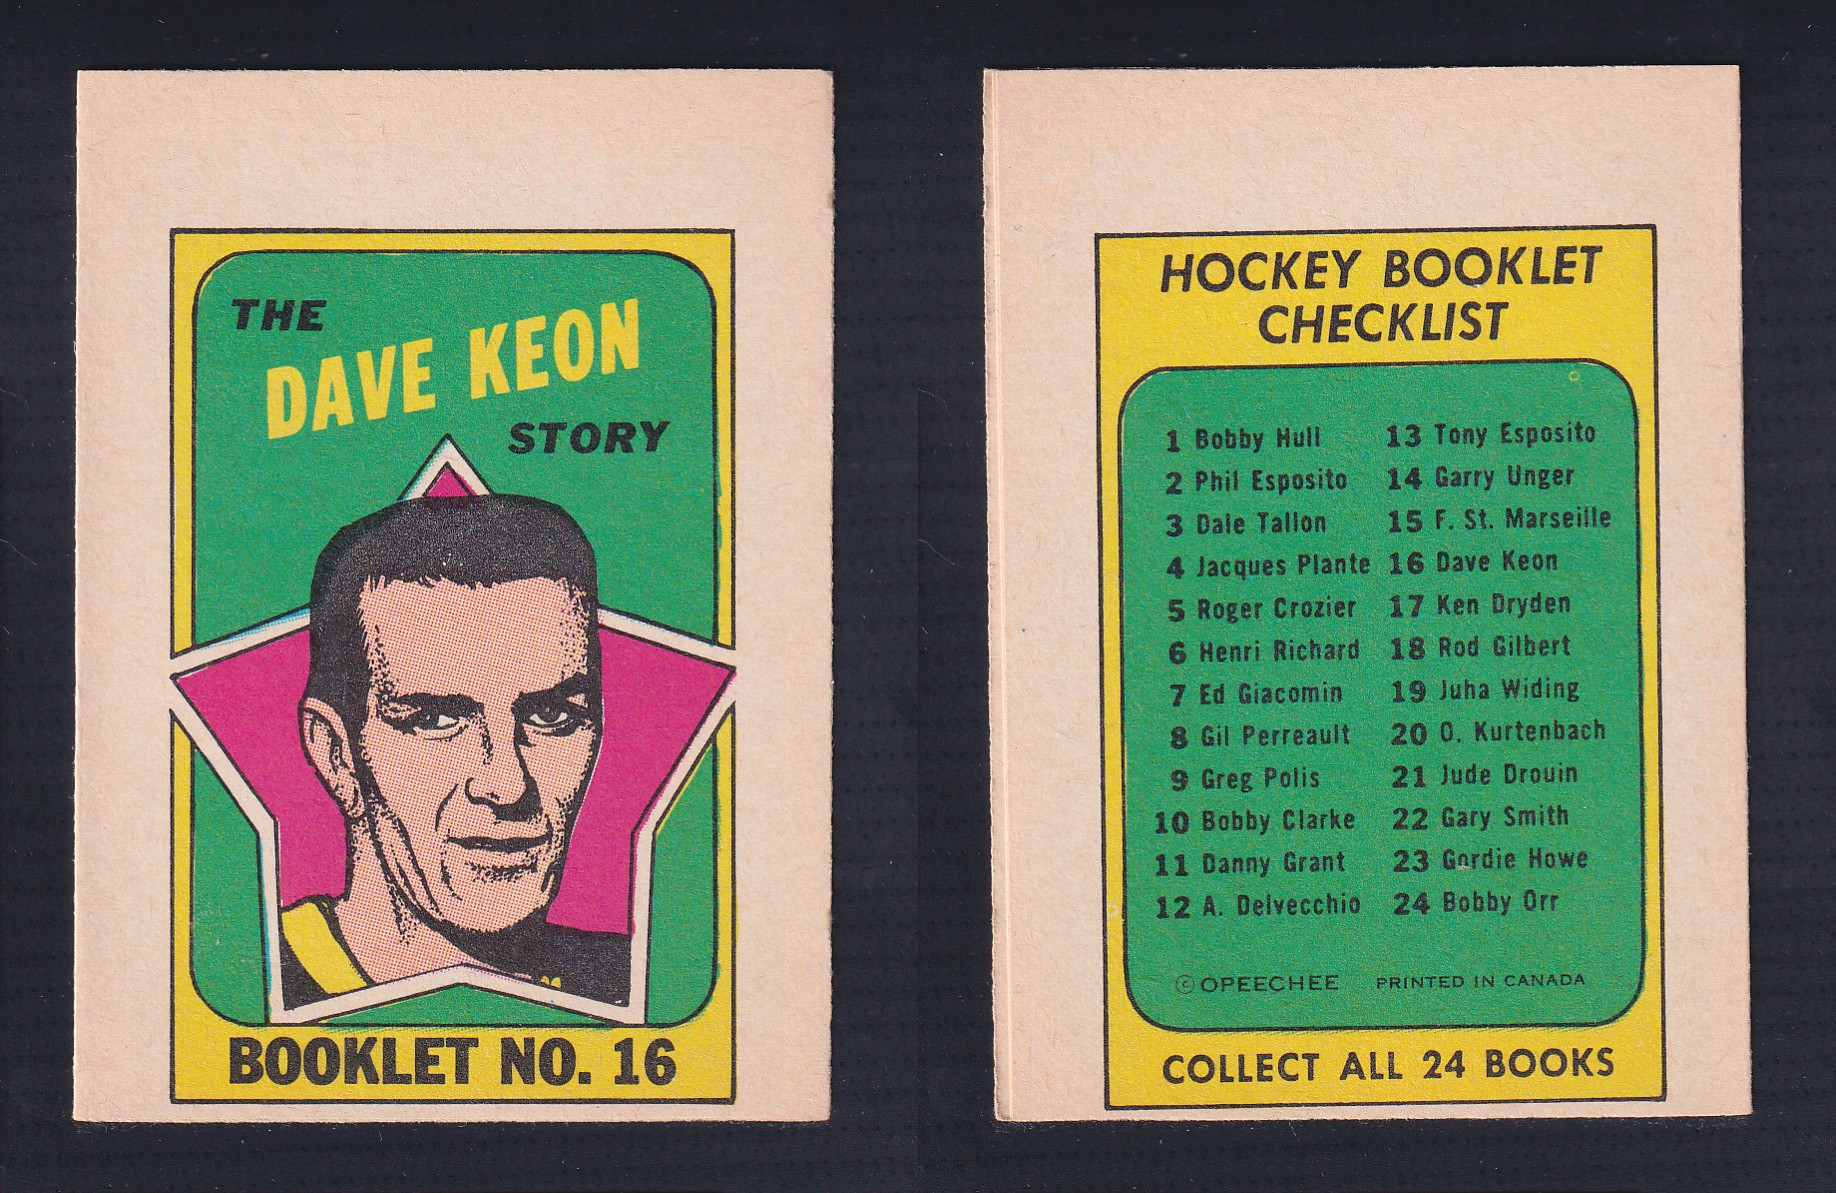 THE
DAVE KEON
STORY
BOOKLET NO. 16
HOCKEY BOOKLET
CHECKLIST
1 Bobby Hull
2 Phil Esposito
3 Dale Tallon
4 Jacques Plante
5 Roger Crozier
6 Henri Richard
7 Ed Giacomin
8 Gil Perreault
9 Greg Polis
10 Bobby Clarke
11 Danny Grant
12 A. Delvecchio
13 Tony Esposito
14 Garry Unger
15 F. St. Marseille
16 Dave Keon
17 Ken Dryden
18 Rod Gilbert
19 Juha Widing
20 O. Kurtenbach
21 Jude Drouin
22 Gary Smith
23 Gordie Howe
24 Bobby Orr
© OPEECHEE PRINTED IN CANADA
COLLECT ALL 24 BOOKS